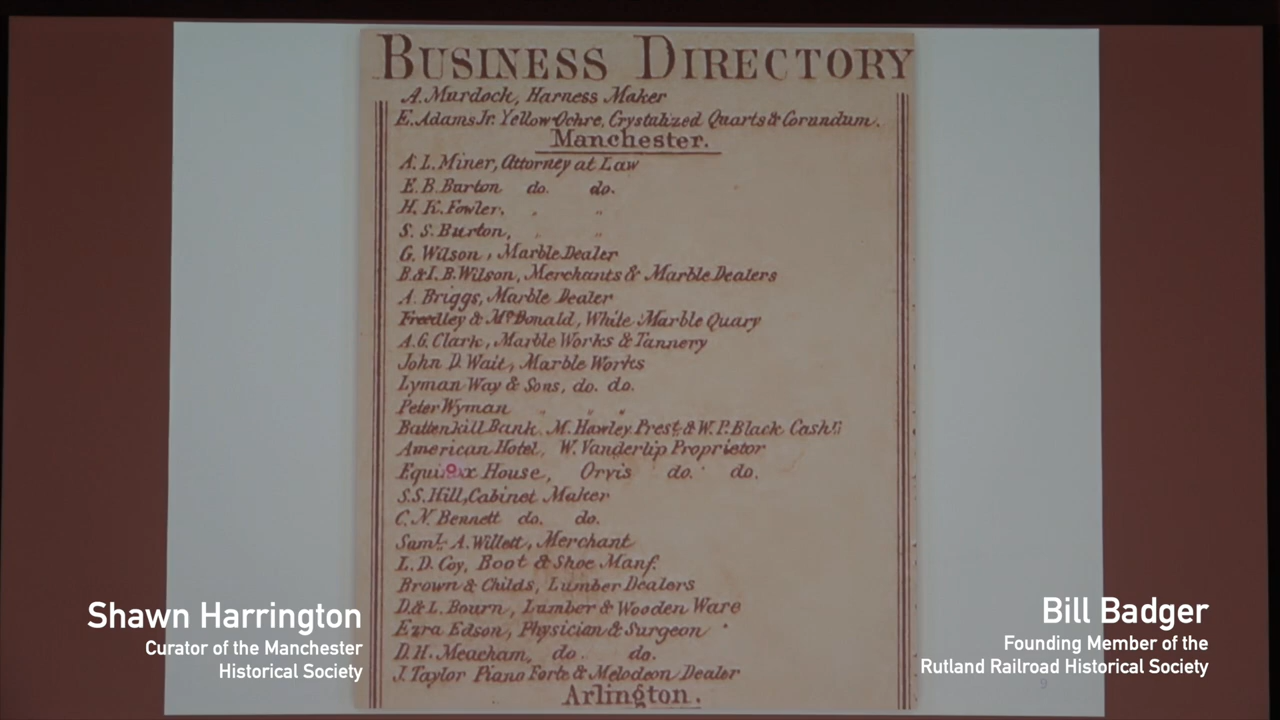 BUSINESS DIRECTORY
A. Murdock, Harness Maker
E. Adams Jr. Yellow Ochre, Crystalized Quarts & Corundum.
Manchester.
A. L. Miner, Attorney at Law
E. B. Burton do. do.
H. K. Fowler, " "
S. S. Burton, " "
G. Wilson, Marble Dealer
B. & I. B. Wilson, Merchants & Marble Dealers
A. Briggs, Marble Dealer
Freedley & McDonald, White Marble Quary
A. G. Clark, Marble Works & Tannery
John D. Wait, Marble Works
Lyman Way & Sons, do. do.
Peter Wyman " " "
Battenkill Bank. M. Hawley Prest. & W. P. Black Cashr.
American Hotel, W. Vanderlip Proprietor
Equinox House, Orvis do. do.
S. S. Hill, Cabinet Maker
C. N. Bennett do. do.
Saml. A. Willett, Merchant
L. D. Coy, Boot & Shoe Manf.
Brown & Childs, Lumber Dealers
D. & L. Bourn, Lumber & Wooden Ware
Ezra Edson, Physician & Surgeon
D. H. Meacham, do. do.
J. Taylor Piano Forte & Melodeon Dealer
Arlington.
9
Shawn Harrington
Curator of the Manchester
Historical Society
Bill Badger
Founding Member of the
Rutland Railroad Historical Society